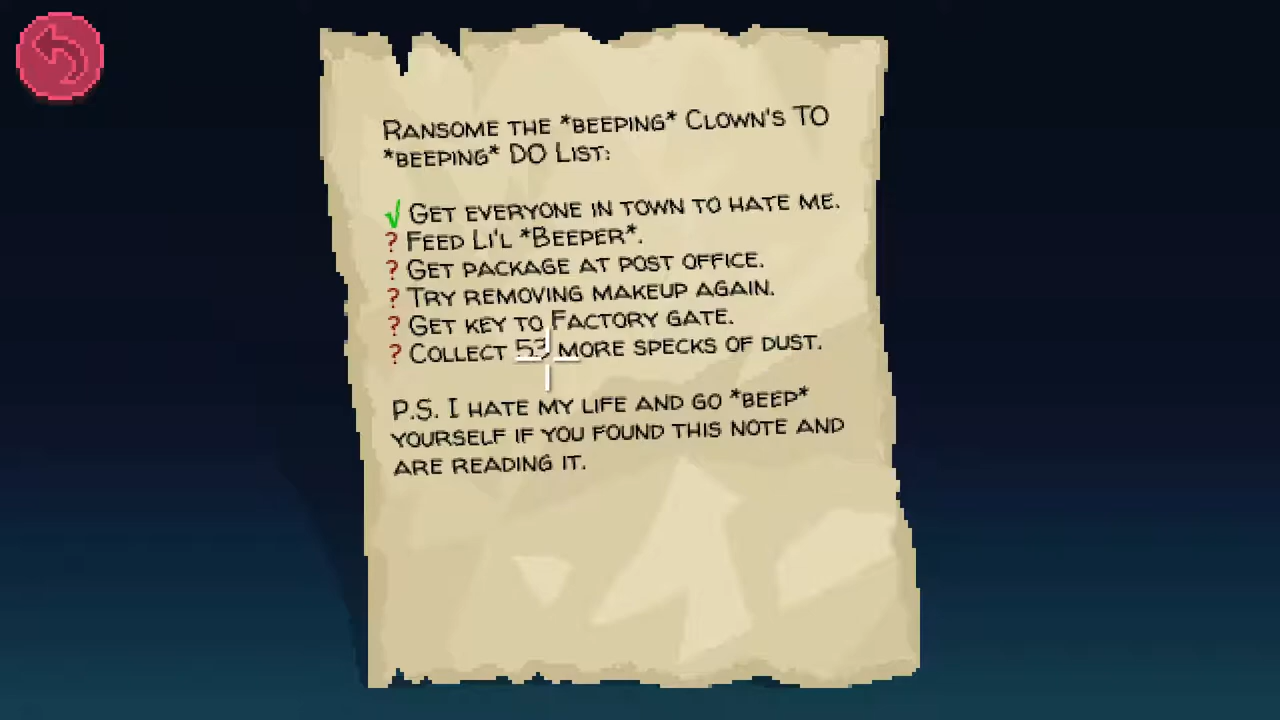 Ransome the *beeping* Clown's TO
*beeping* DO List:
√ Get everyone in town to hate me.
? Feed Li'l *Beeper*.
? Get package at post office.
? Try removing makeup again.
? Get key to Factory gate.
? Collect 53 more specks of dust.
P.S. I hate my life and go *beep*
yourself if you found this note and
are reading it.